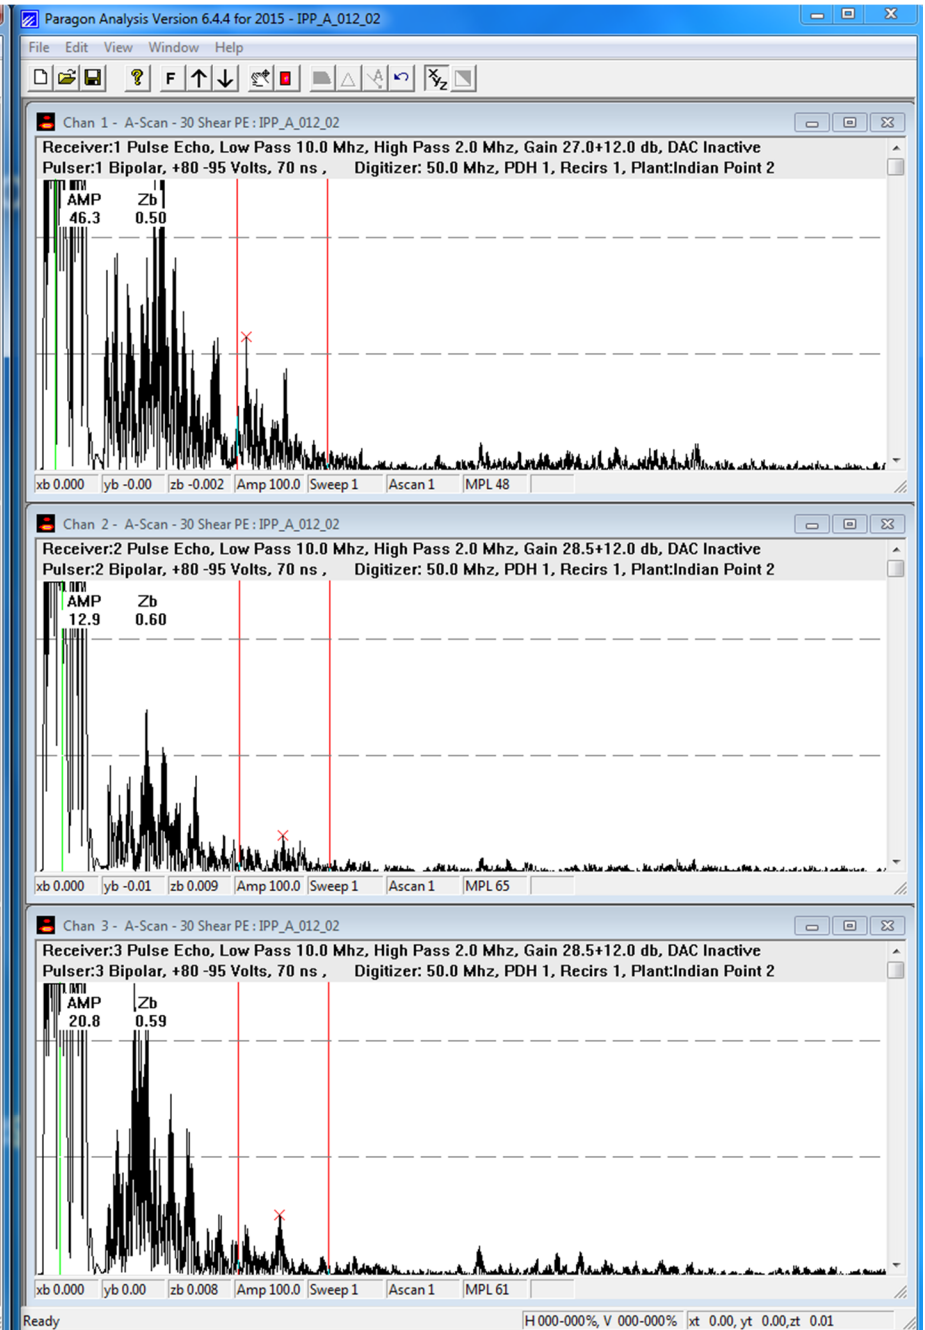 Paragon Analysis Version 6.4.4 for 2015 - IPP_A_012_02
File Edit View Window Help
F
XYZ
Chan 1 - A-Scan - 30 Shear PE : IPP_A_012_02
Receiver:1 Pulse Echo, Low Pass 10.0 Mhz, High Pass 2.0 Mhz, Gain 27.0+12.0 db, DAC Inactive
Pulser:1 Bipolar, +80 -95 Volts, 70 ns , Digitizer: 50.0 Mhz, PDH 1, Recirs 1, Plant:Indian Point 2
AMP Zb
46.3 0.50
xb 0.000 yb -0.00 zb -0.002 Amp 100.0 Sweep 1 Ascan 1 MPL 48
Chan 2 - A-Scan - 30 Shear PE : IPP_A_012_02
Receiver:2 Pulse Echo, Low Pass 10.0 Mhz, High Pass 2.0 Mhz, Gain 28.5+12.0 db, DAC Inactive
Pulser:2 Bipolar, +80 -95 Volts, 70 ns , Digitizer: 50.0 Mhz, PDH 1, Recirs 1, Plant:Indian Point 2
AMP Zb
12.9 0.60
xb 0.000 yb -0.01 zb 0.009 Amp 100.0 Sweep 1 Ascan 1 MPL 65
Chan 3 - A-Scan - 30 Shear PE : IPP_A_012_02
Receiver:3 Pulse Echo, Low Pass 10.0 Mhz, High Pass 2.0 Mhz, Gain 28.5+12.0 db, DAC Inactive
Pulser:3 Bipolar, +80 -95 Volts, 70 ns , Digitizer: 50.0 Mhz, PDH 1, Recirs 1, Plant:Indian Point 2
AMP Zb
20.8 0.59
xb 0.000 yb 0.00 zb 0.008 Amp 100.0 Sweep 1 Ascan 1 MPL 61
Ready H 000-000%, V 000-000% xt 0.00, yt 0.00,zt 0.01